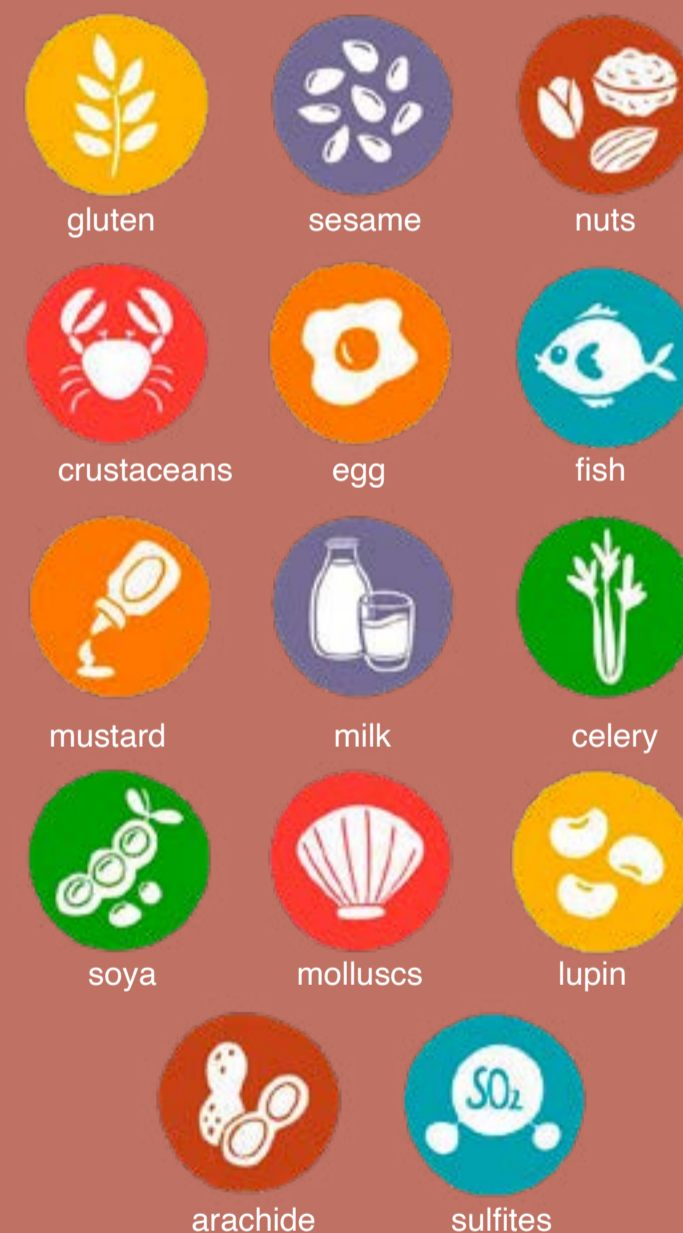 gluten sesame nuts
crustaceans egg fish
mustard milk celery
soya molluscs lupin
SO₂
arachide sulfites